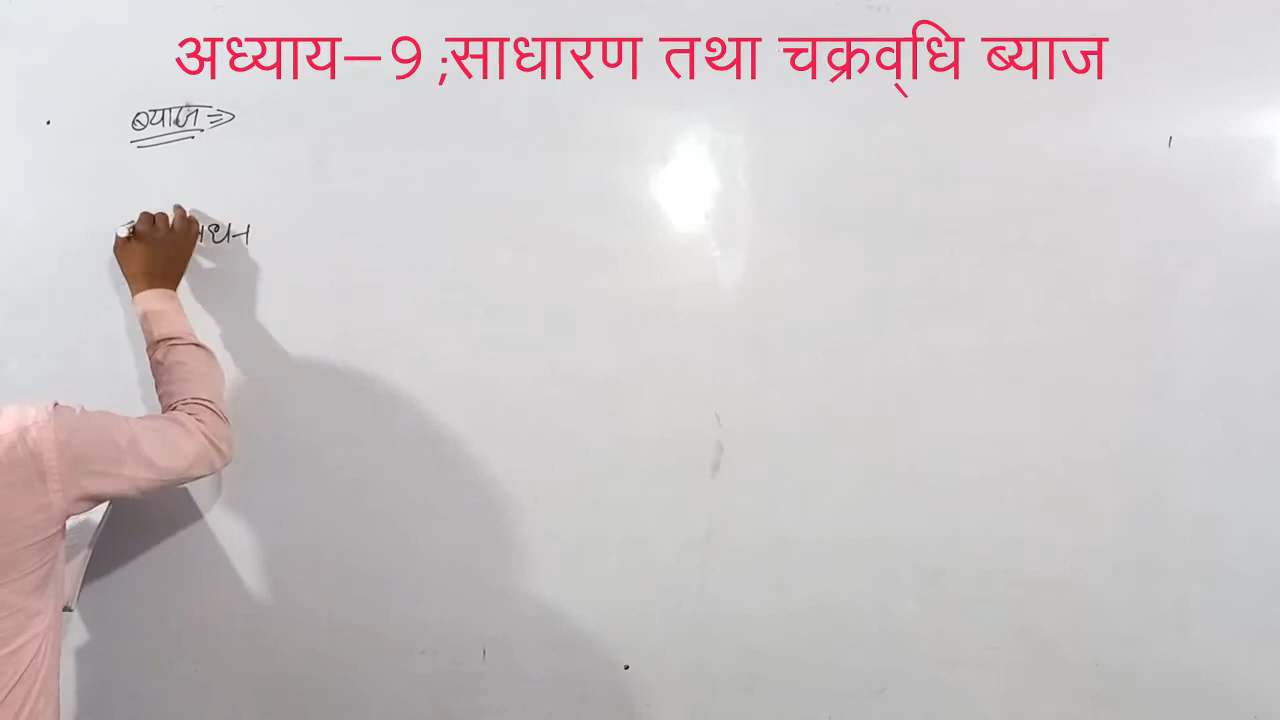 अध्याय–9 ;साधारण तथा चक्रव्धि ब्याज
ब्याज ⇒